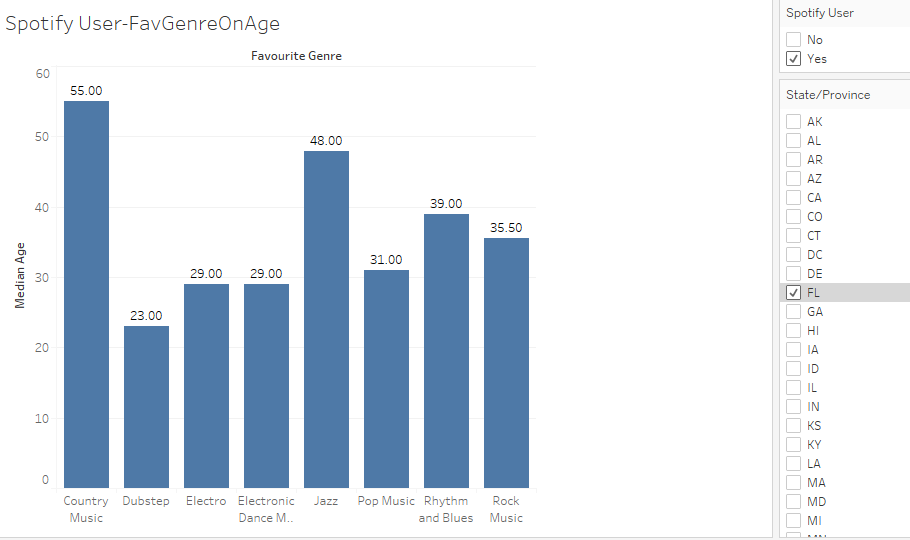 Spotify User-FavGenreOnAge
Favourite Genre
60
50
40
30
20
10
0
Median Age
55.00
23.00
29.00
29.00
48.00
31.00
39.00
35.50
Country
Music
Dubstep
Electro
Electronic
Dance M..
Jazz
Pop Music
Rhythm
and Blues
Rock
Music
Spotify User
No
Yes
State/Province
AK
AL
AR
AZ
CA
CO
CT
DC
DE
FL
GA
HI
IA
ID
IL
IN
KS
KY
LA
MA
MD
MI